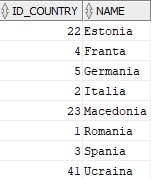 ID_COUNTRY NAME
22 Estonia
4 Franta
5 Germania
2 Italia
23 Macedonia
1 Romania
3 Spania
41 Ucraina